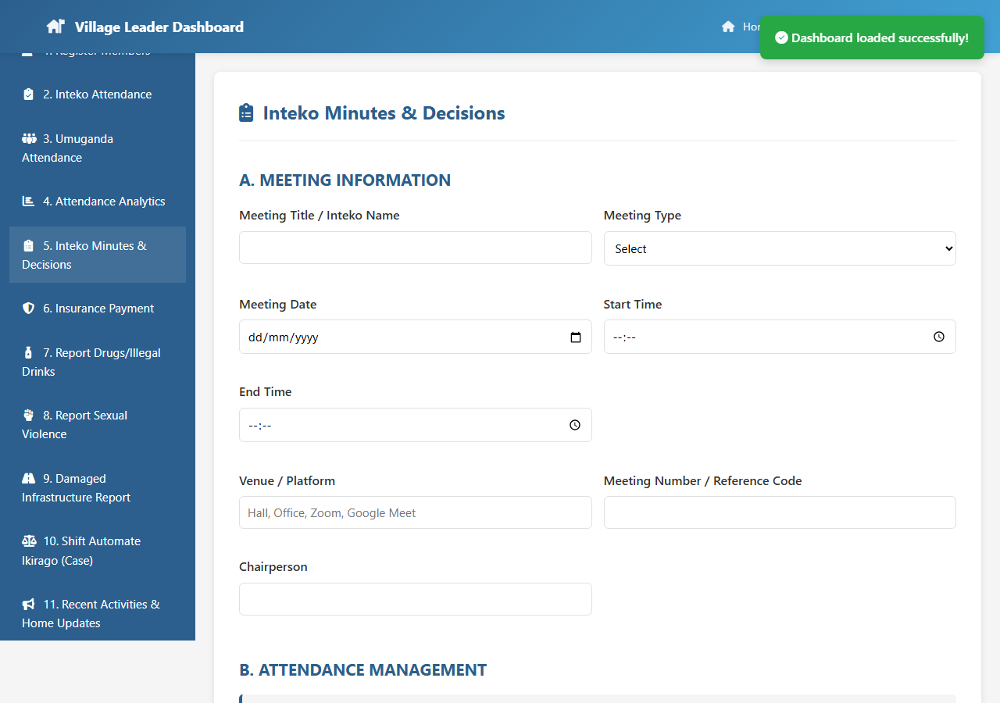 Village Leader Dashboard
Dashboard loaded successfully!
1. Register Members
2. Inteko Attendance
3. Umuganda
Attendance
4. Attendance Analytics
5. Inteko Minutes &
Decisions
6. Insurance Payment
7. Report Drugs/Illegal
Drinks
8. Report Sexual
Violence
9. Damaged
Infrastructure Report
10. Shift Automate
Ikirago (Case)
11. Recent Activities &
Home Updates
Inteko Minutes & Decisions
A. MEETING INFORMATION
Meeting Title / Inteko Name
Meeting Type
Select
Meeting Date
Start Time
dd/mm/yyyy
--:--
End Time
--:--
Venue / Platform
Meeting Number / Reference Code
Hall, Office, Zoom, Google Meet
Chairperson
B. ATTENDANCE MANAGEMENT